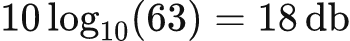 10 log₁₀(63) = 18 db